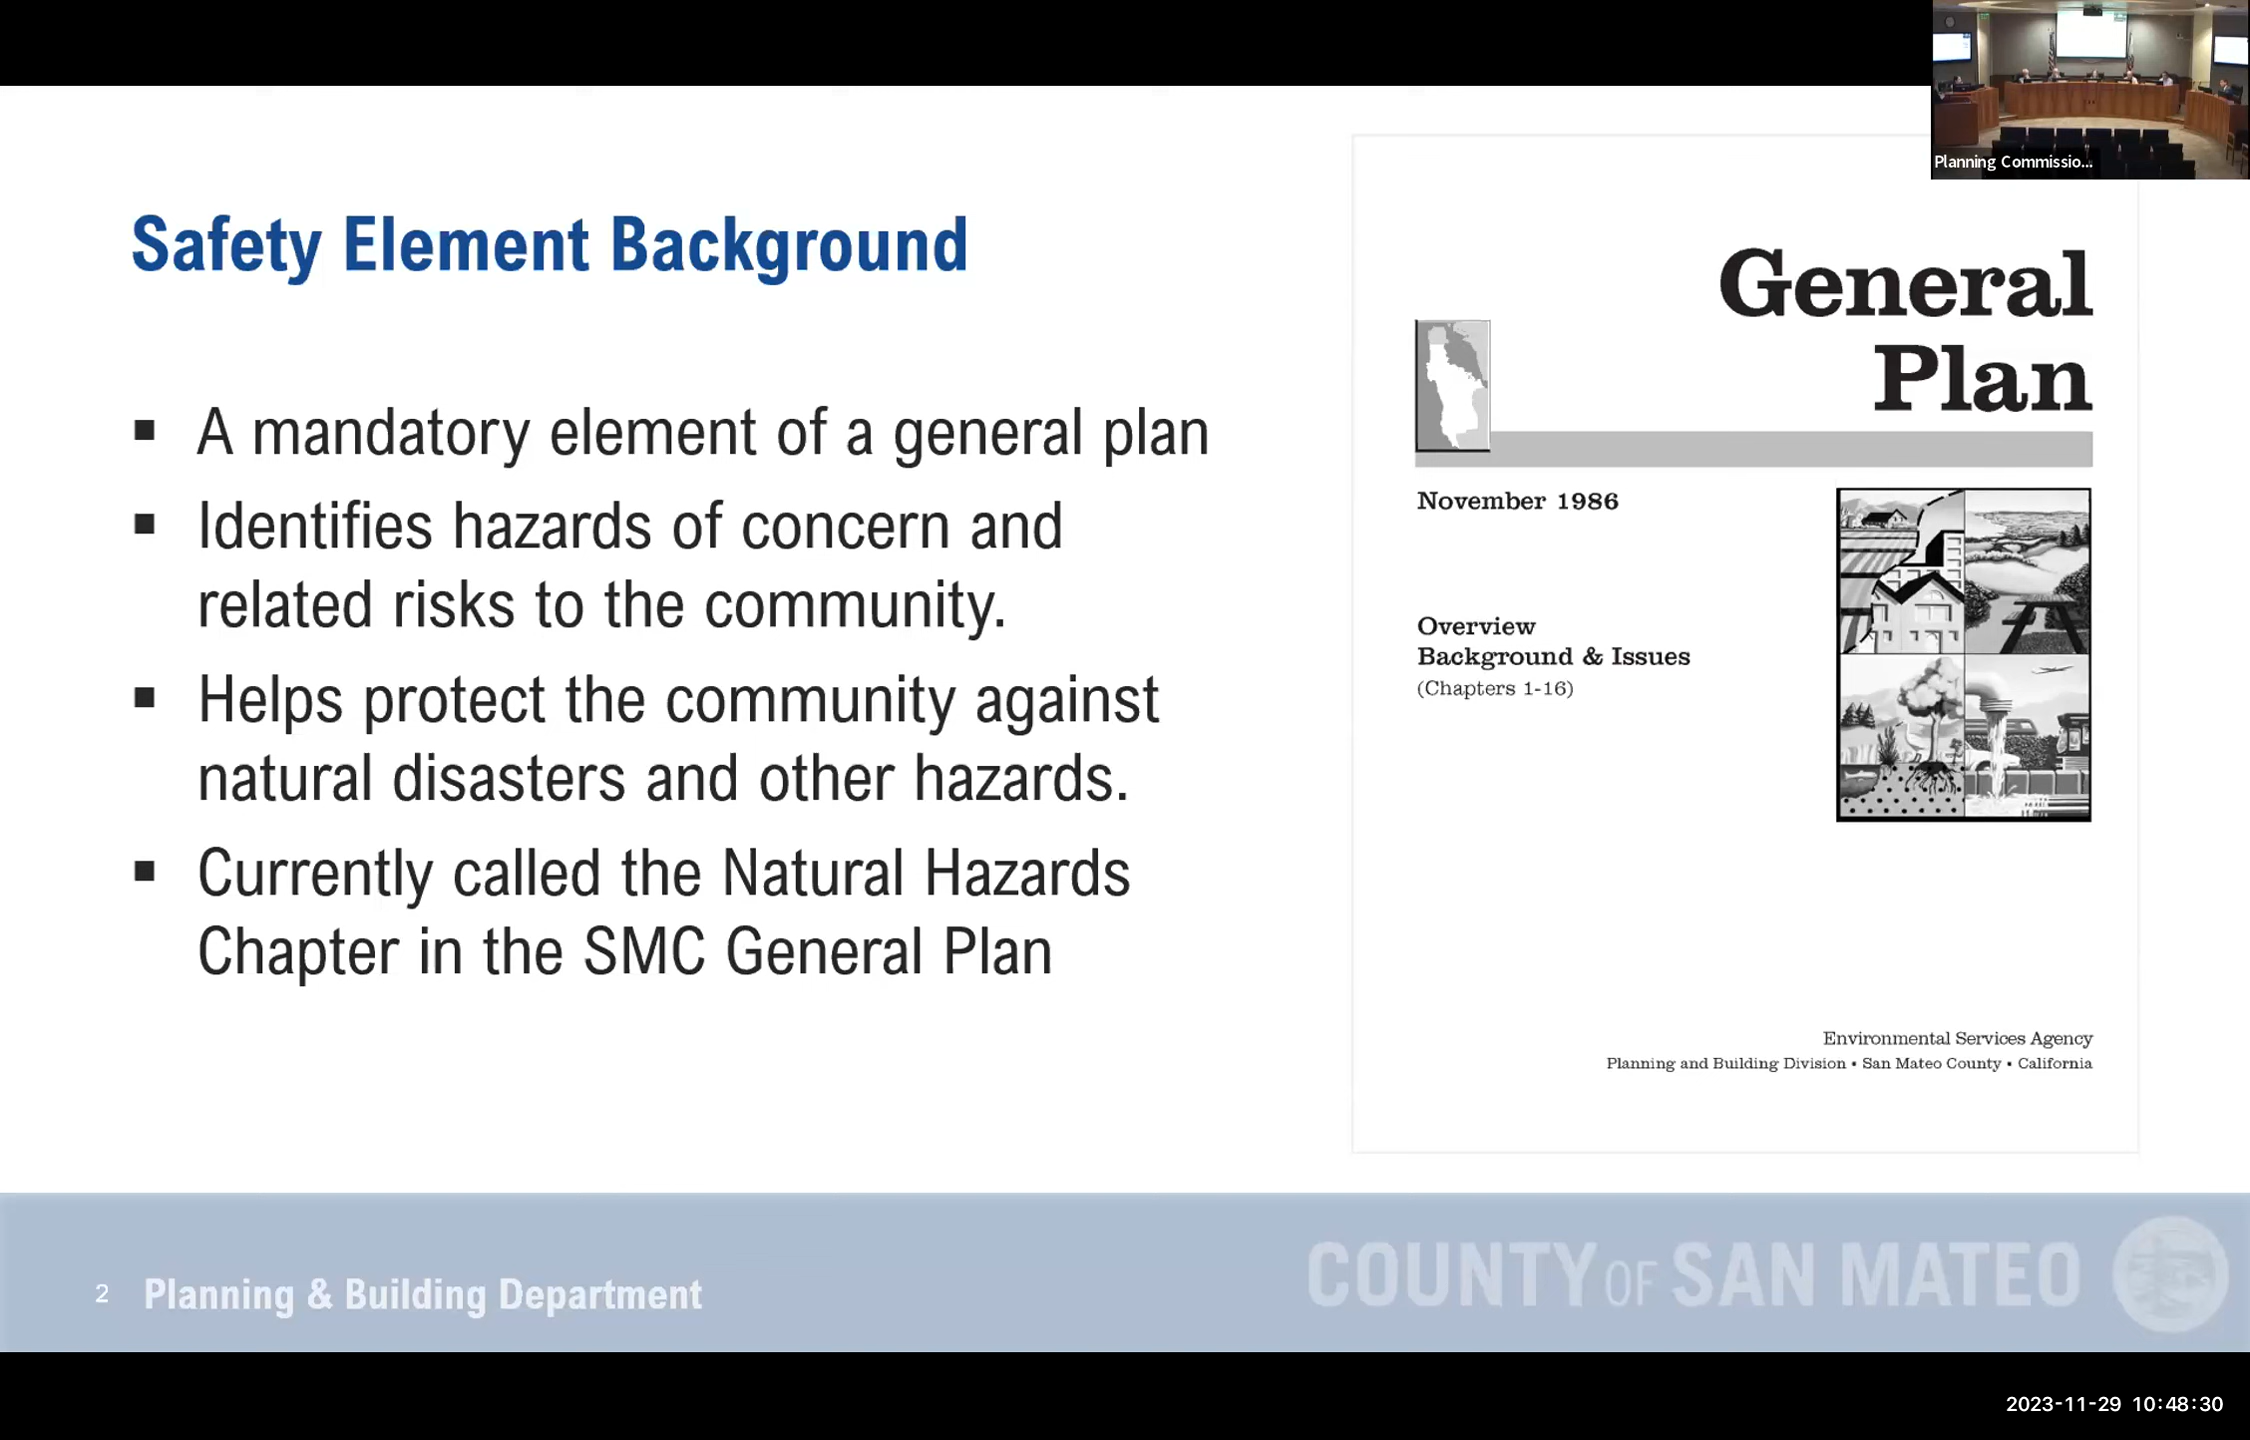 Planning Commissio...
Safety Element Background
▪ A mandatory element of a general plan
▪ Identifies hazards of concern and
related risks to the community.
▪ Helps protect the community against
natural disasters and other hazards.
▪ Currently called the Natural Hazards
Chapter in the SMC General Plan
General
Plan
November 1986
Overview
Background & Issues
(Chapters 1-16)
Environmental Services Agency
Planning and Building Division • San Mateo County • California
2 Planning & Building Department
COUNTY OF SAN MATEO
2023-11-29 10:48:30